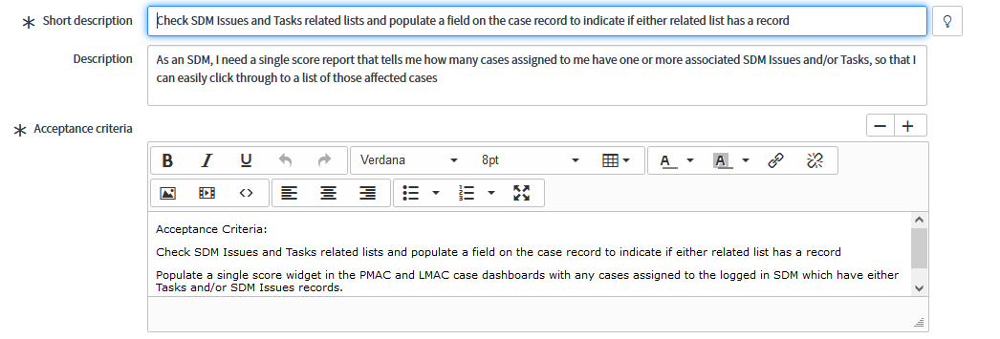 Short description
Check SDM Issues and Tasks related lists and populate a field on the case record to indicate if either related list has a record
Description
As an SDM, I need a single score report that tells me how many cases assigned to me have one or more associated SDM Issues and/or Tasks, so that I
can easily click through to a list of those affected cases
Acceptance criteria
B I U Verdana 8pt A A
Acceptance Criteria:
Check SDM Issues and Tasks related lists and populate a field on the case record to indicate if either related list has a record
Populate a single score widget in the PMAC and LMAC case dashboards with any cases assigned to the logged in SDM which have either
Tasks and/or SDM Issues records.